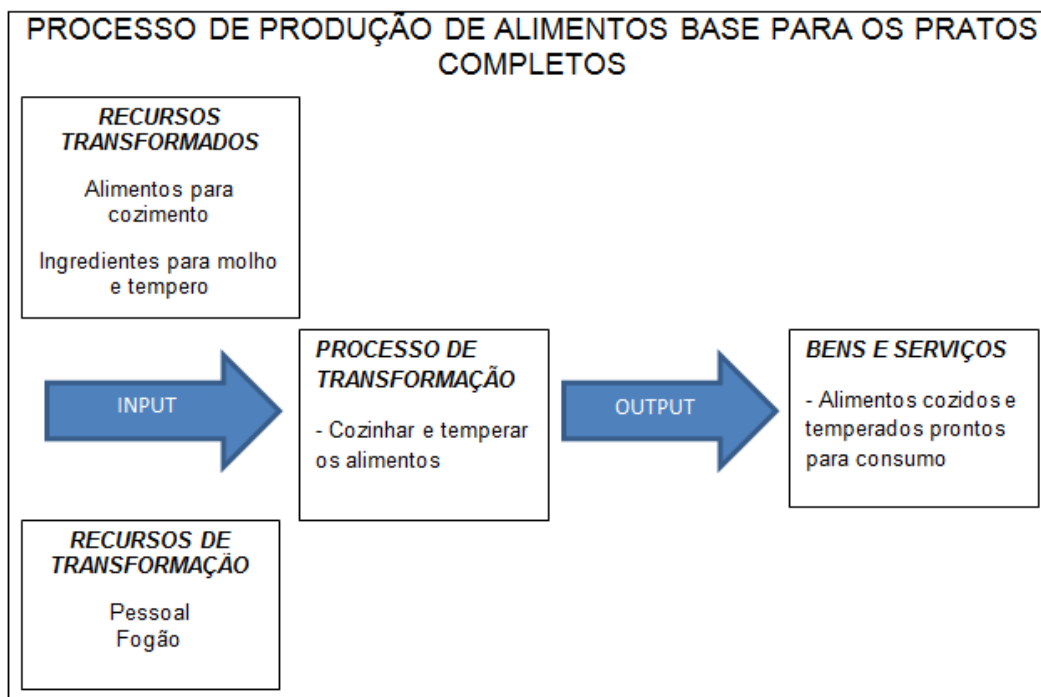 PROCESSO DE PRODUÇÃO DE ALIMENTOS BASE PARA OS PRATOS
COMPLETOS
RECURSOS
TRANSFORMADOS
Alimentos para
cozimento
Ingredientes para molho
e tempero
INPUT
PROCESSO DE
TRANSFORMAÇÃO
- Cozinhar e temperar
os alimentos
OUTPUT
BENS E SERVIÇOS
- Alimentos cozidos e
temperados prontos
para consumo
RECURSOS DE
TRANSFORMAÇÃO
Pessoal
Fogão